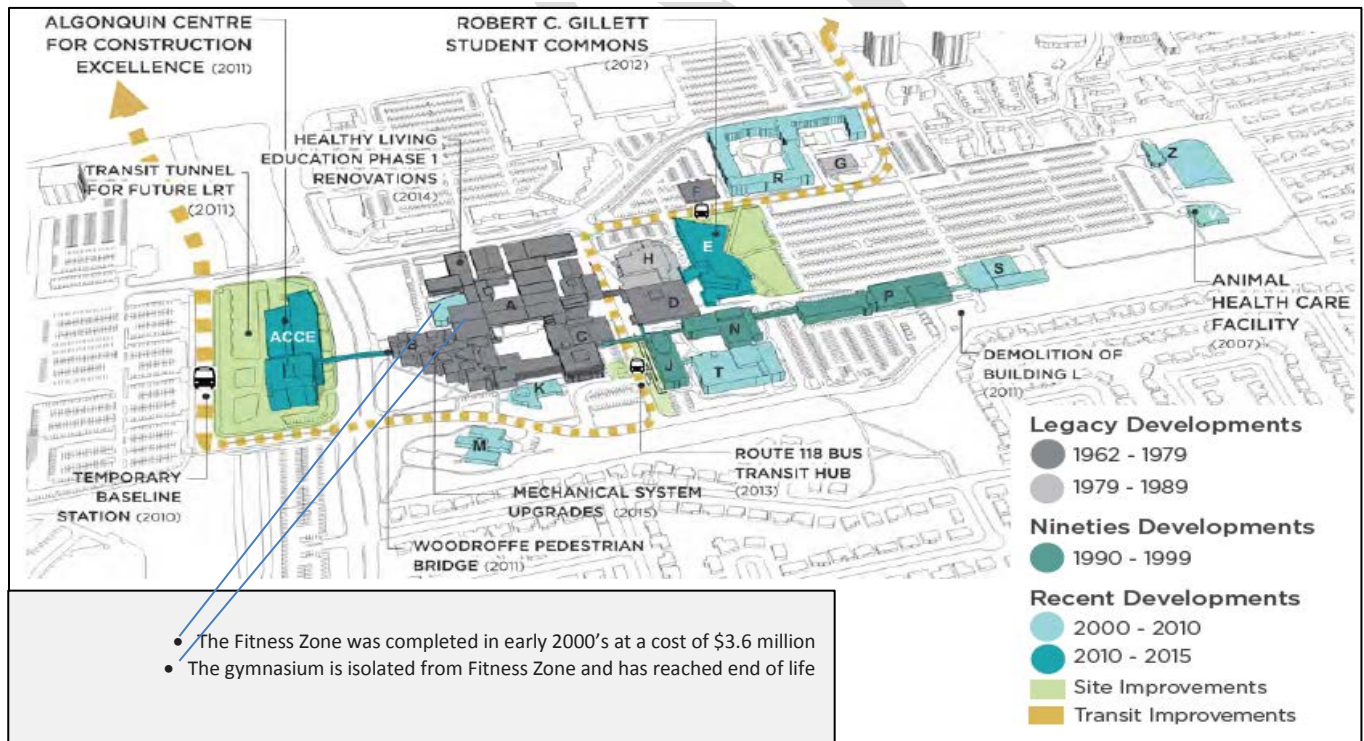 ALGONQUIN CENTRE
FOR CONSTRUCTION
EXCELLENCE (2011)
ROBERT C. GILLETT
STUDENT COMMONS
(2012)
HEALTHY LIVING
EDUCATION PHASE 1
RENOVATIONS
(2014)
TRANSIT TUNNEL
FOR FUTURE LRT
(2011)
Z
G
R
F
V
E
H
S
A
D
P
ACCE
N
C
B
J
T
K
M
ANIMAL
HEALTH CARE
FACILITY
(2007)
DEMOLITION OF
BUILDING L
(2011)
ROUTE 118 BUS
TRANSIT HUB
(2013)
TEMPORARY
BASELINE
STATION (2010)
MECHANICAL SYSTEM
UPGRADES (2015)
WOODROFFE PEDESTRIAN
BRIDGE (2011)
Legacy Developments
1962 - 1979
1979 - 1989
Nineties Developments
1990 - 1999
Recent Developments
2000 - 2010
2010 - 2015
Site Improvements
Transit Improvements
• The Fitness Zone was completed in early 2000's at a cost of $3.6 million
• The gymnasium is isolated from Fitness Zone and has reached end of life